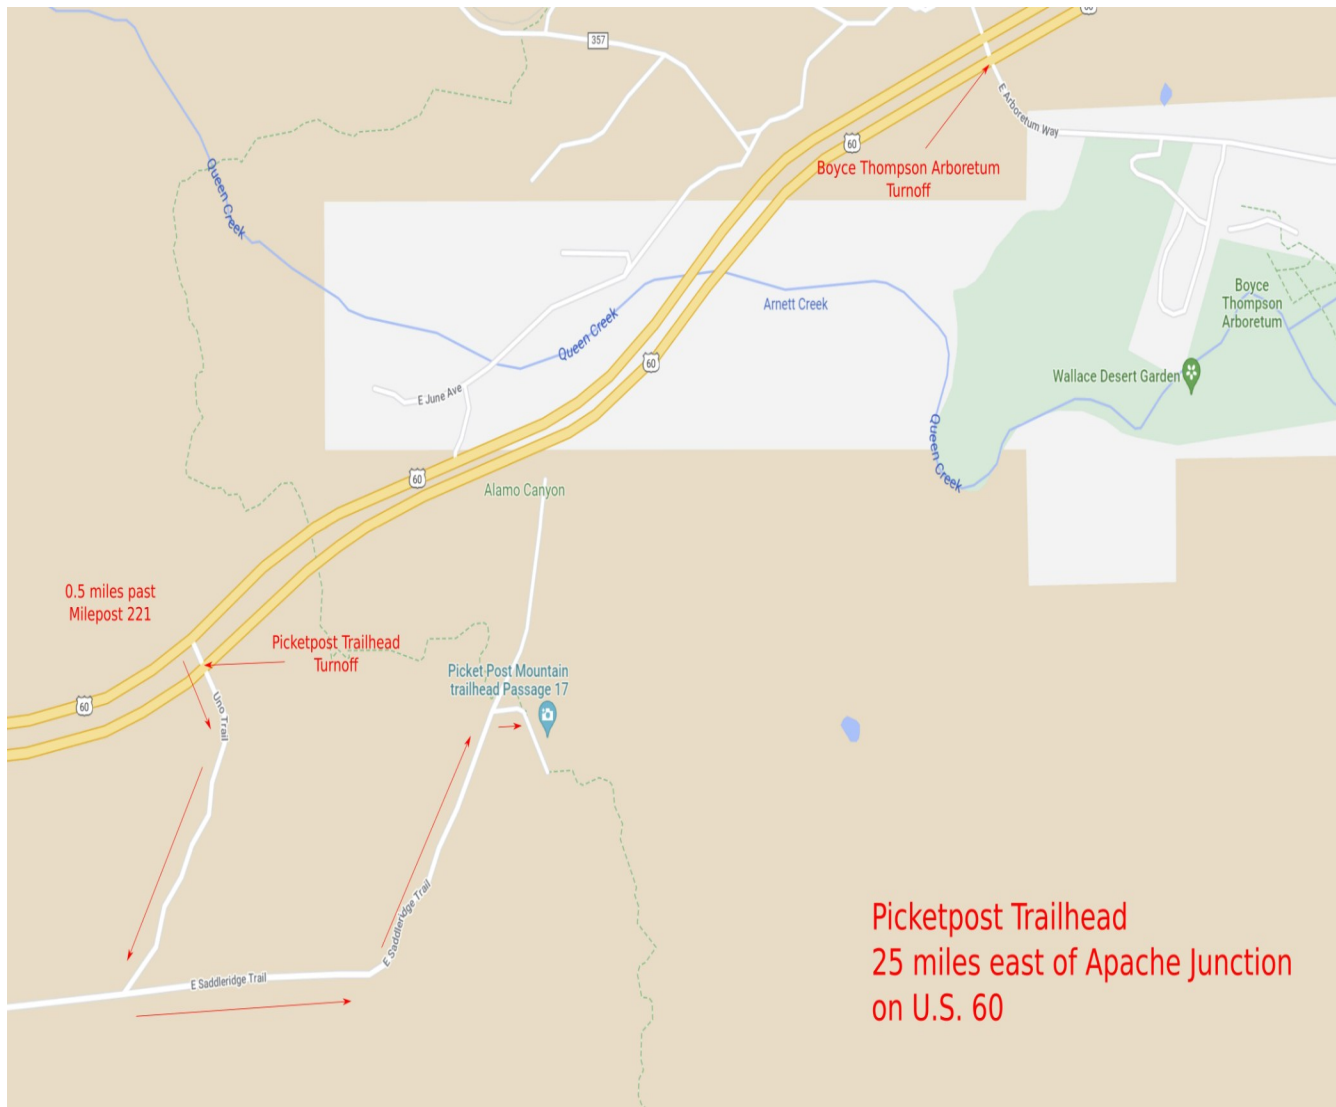 60
357
E Arboretum Way
60
Boyce Thompson Arboretum
Turnoff
Queen Creek
Boyce
Thompson
Arboretum
Arnett Creek
Queen Creek
60
Wallace Desert Garden
E June Ave
Queen Creek
60
Alamo Canyon
0.5 miles past
Milepost 221
Picketpost Trailhead
Turnoff
Picket Post Mountain
trailhead Passage 17
60
Uno Trail
E Saddleridge Trail
E Saddleridge Trail
Picketpost Trailhead
25 miles east of Apache Junction
on U.S. 60